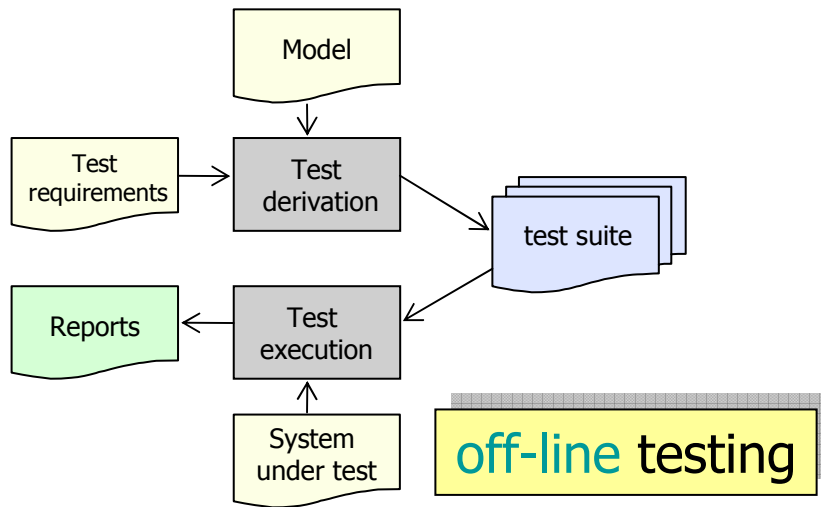 Model
Test
requirements
Test
derivation
test suite
Reports
Test
execution
System
under test
off-line testing